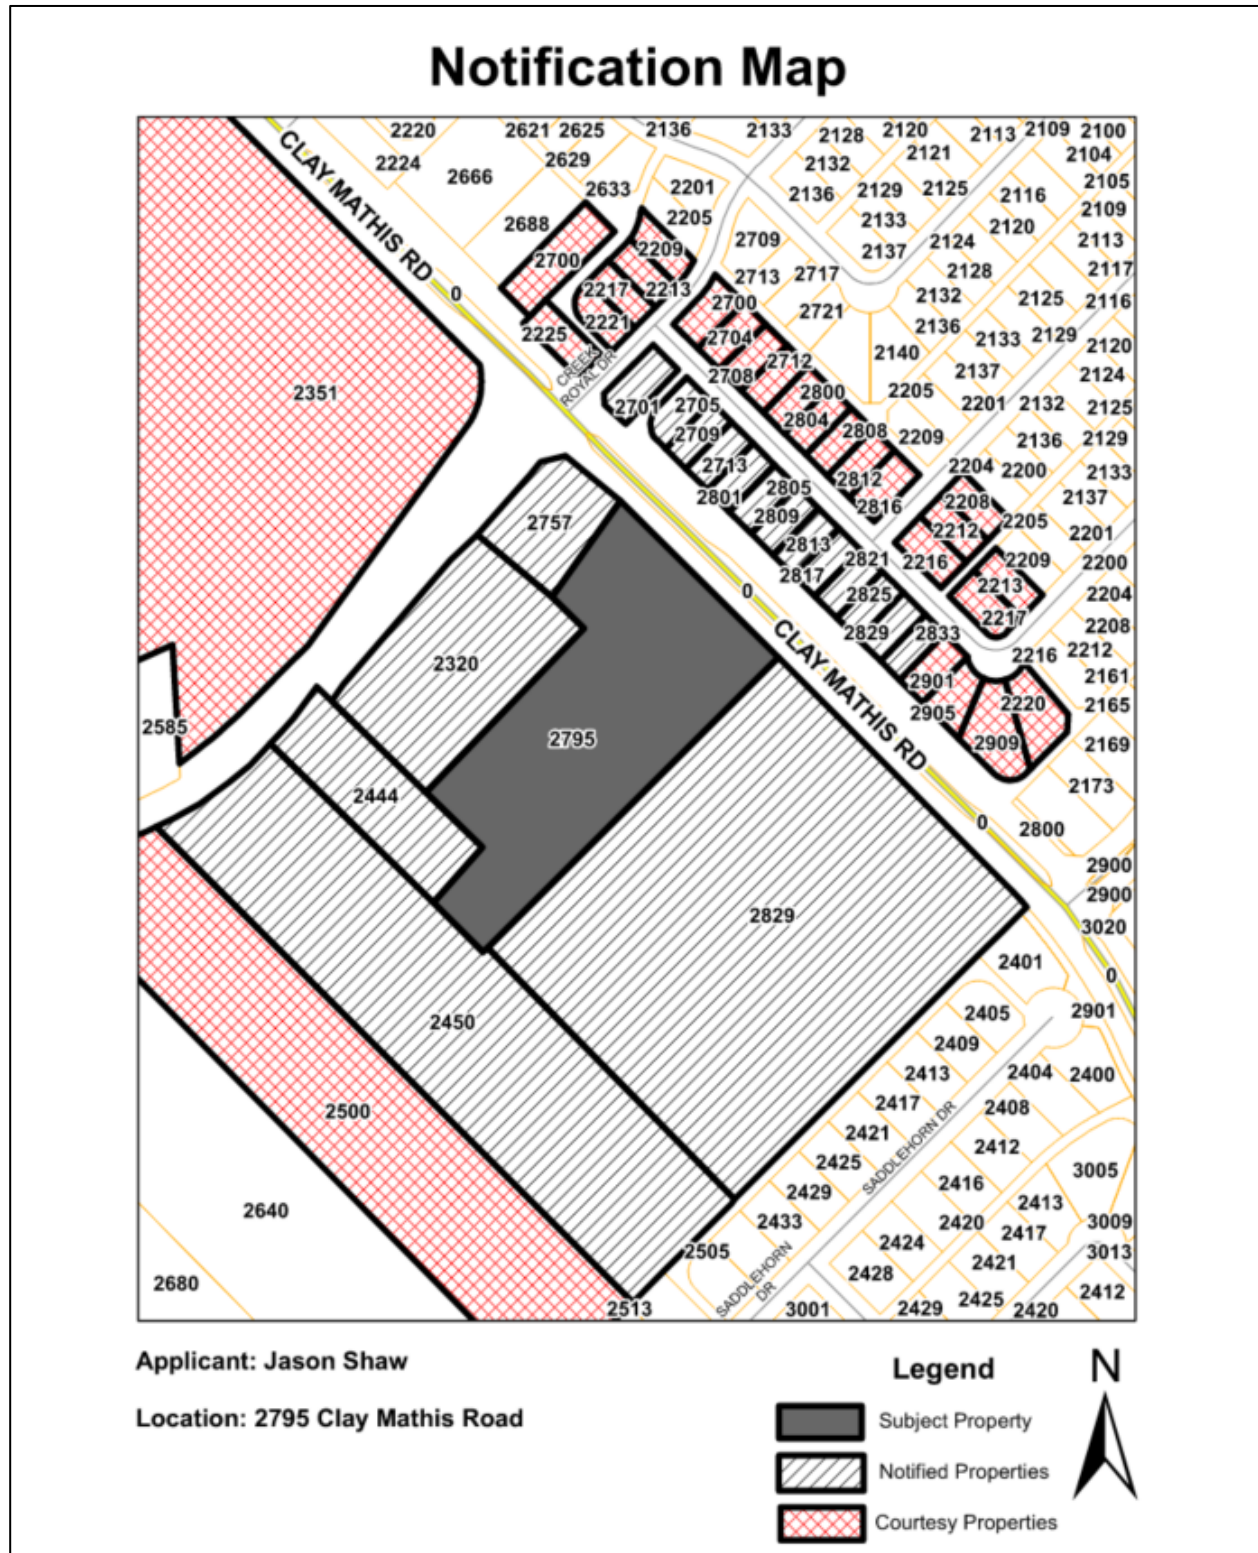 Notification Map
2220 2621 2625 2136 2133 2128 2120 2113 2109 2100
CLAY MATHIS RD
2224 2629 2132 2121 2104
2666 2633 2201 2136 2129 2125 2116 2105
2688 2205 2133 2120 2109
2700 2209 2709 2137 2124 2113
0 2217 2213 2713 2717 2128 2117
2225 2221 2700 2721 2132 2125 2116
2704 2136 2133 2129 2120
CREEK
ROYAL DR
2708 2712 2140 2137 2124
2351 2701 2705 2800 2205 2201 2132 2125
2709 2804 2808 2209 2136 2129
2713 2812 2204 2200 2133
2801 2805 2816 2208 2137
2757 2809 2212 2205 2201
2813 2821 2216 2209 2200
2817 2825 2213 2204
0 2829 2833 2217 2208
CLAY MATHIS RD
2320 2901 2216 2212
2161
2585 2795 2905 2220 2165
2909 2169
2444 2173
0 2800
2900
2900
2829 3020
2401 0
2450 2405 2901
2409
2413 2404 2400
2500 2417 2408
2421 2412
SADDLEHORN DR
2425 2416 3005
2640 2429 2413
2433 2420 2417 3009
2505 2424 2421 3013
SADDLEHORN
DR
2680 2428 2412
2513 3001 2429 2425 2420
Applicant: Jason Shaw
Location: 2795 Clay Mathis Road
Legend
N
Subject Property
Notified Properties
Courtesy Properties